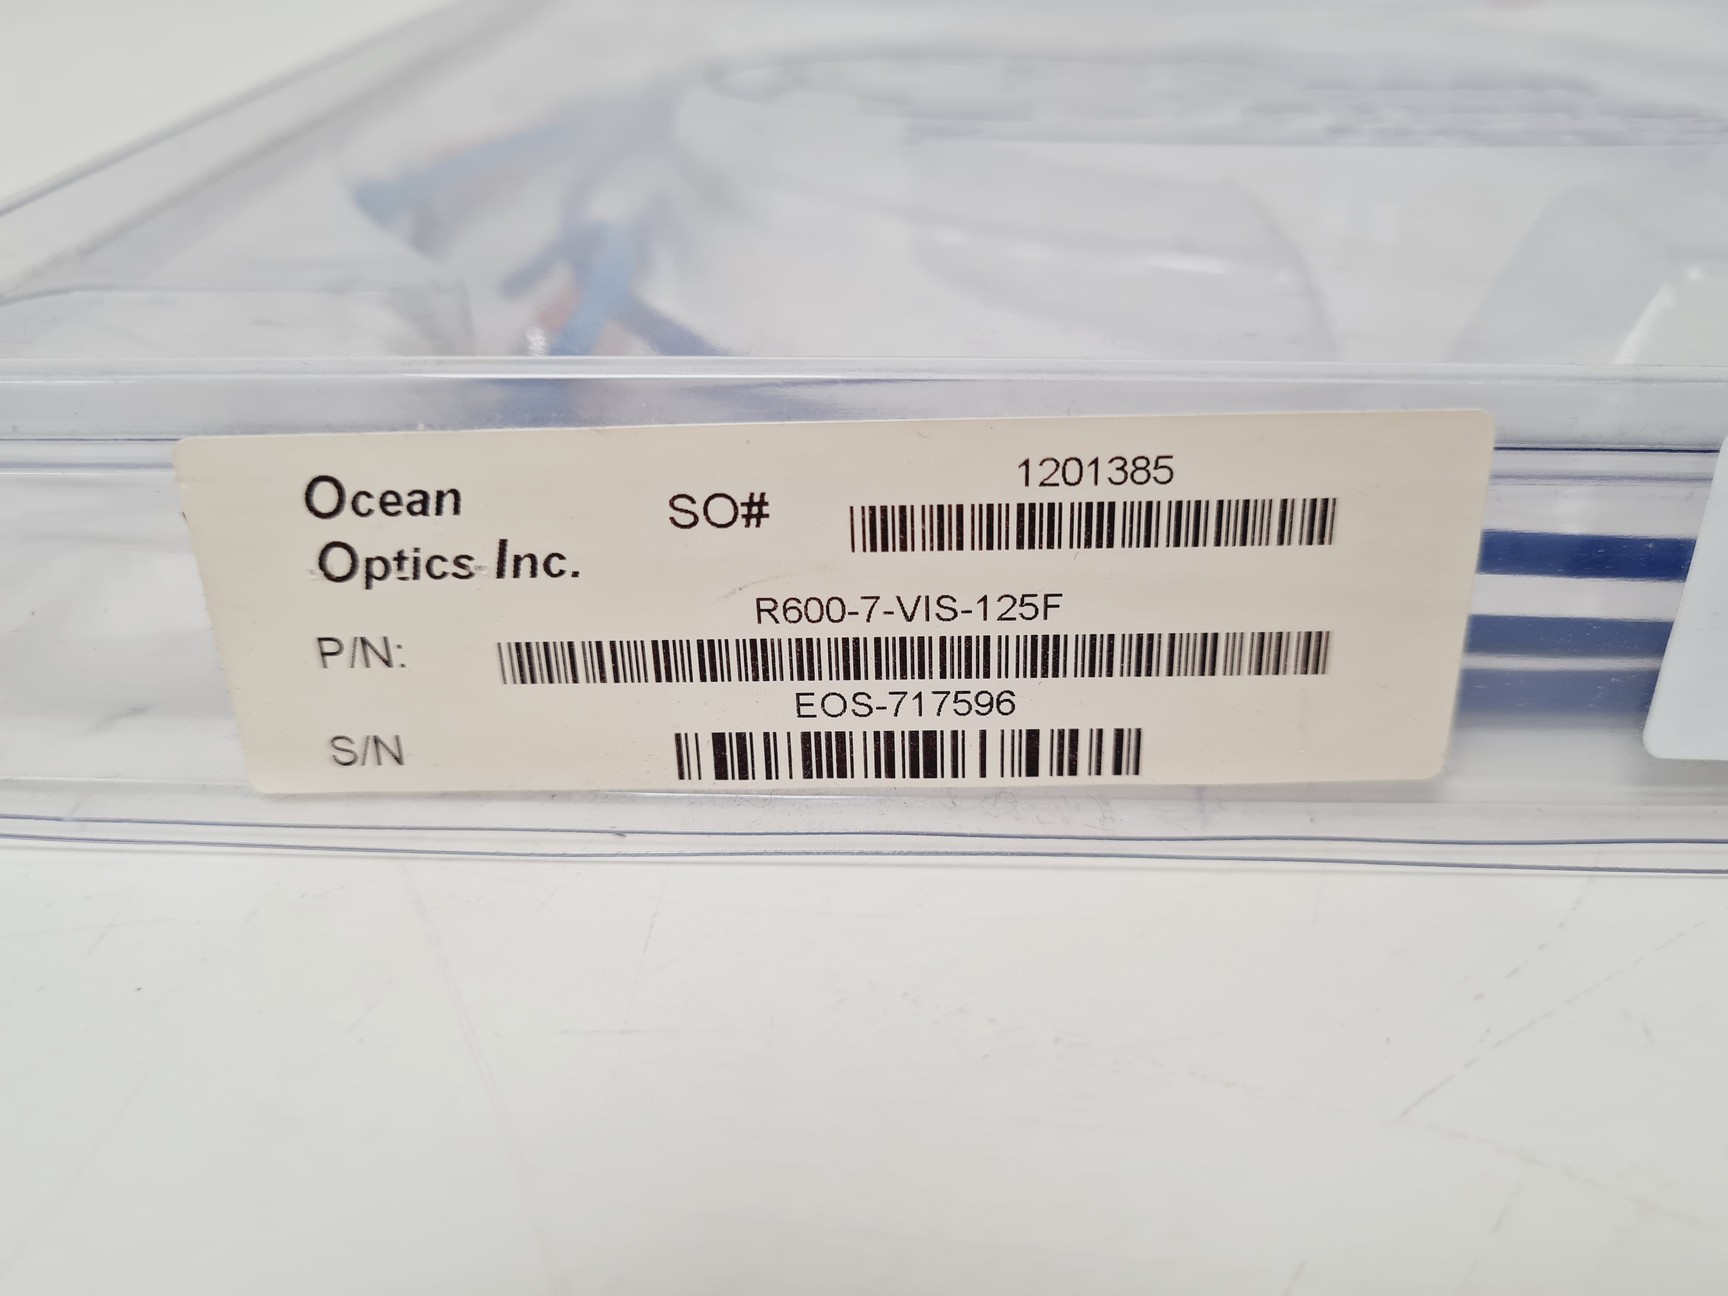 Ocean
Optics Inc.
SO#
1201385
R600-7-VIS-125F
P/N:
EOS-717596
S/N